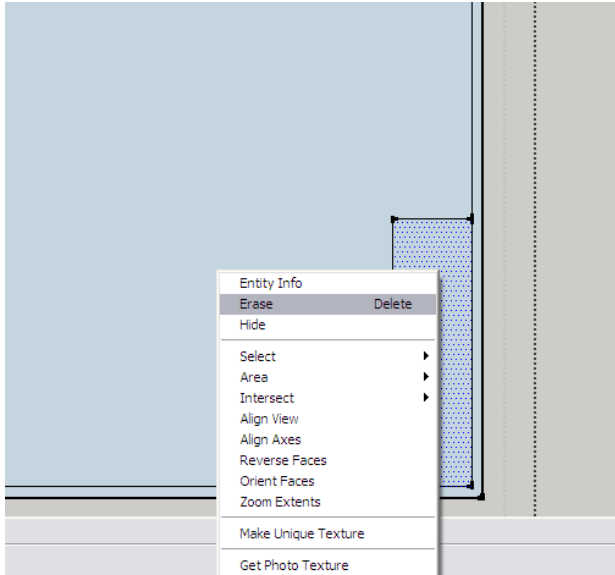 Entity Info
Erase Delete
Hide
Select
Area
Intersect
Align View
Align Axes
Reverse Faces
Orient Faces
Zoom Extents
Make Unique Texture
Get Photo Texture